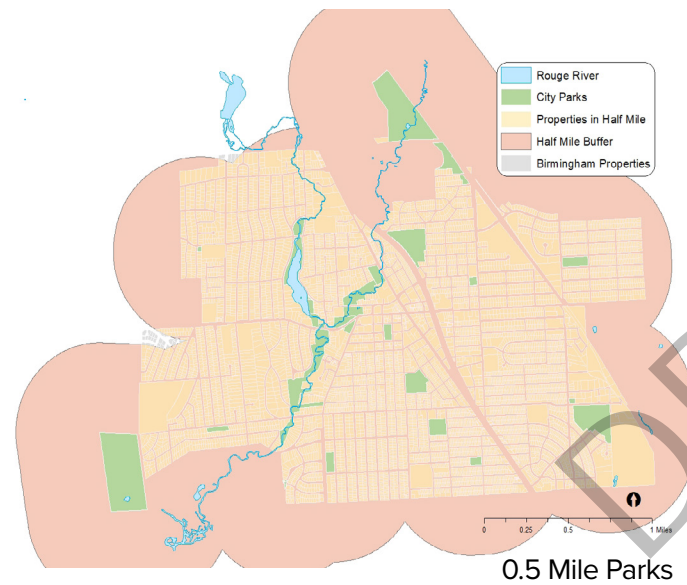 Rouge River
City Parks
Properties in Half Mile
Half Mile Buffer
Birmingham Properties
0 0.25 0.5 1 Miles
0.5 Mile Parks